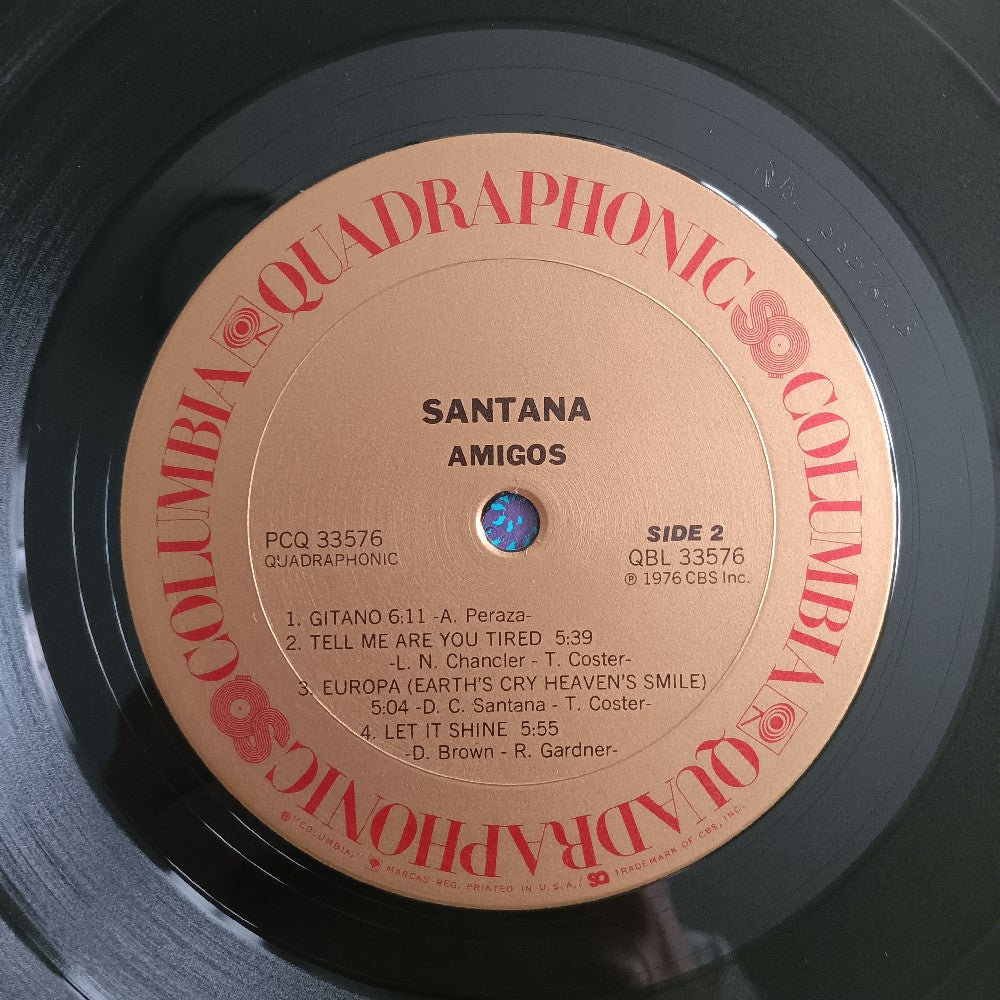 QUADRAPHONIC
SQ
COLUMBIA
QUADRAPHONIC
SQ
COLUMBIA
SANTANA
AMIGOS
PCQ 33576
QUADRAPHONIC
SIDE 2
QBL 33576
℗ 1976 CBS Inc.
1. GITANO 6:11 -A. Peraza-
2. TELL ME ARE YOU TIRED 5:39
-L. N. Chancler - T. Coster-
3. EUROPA (EARTH'S CRY HEAVEN'S SMILE)
5:04 -D. C. Santana - T. Coster-
4. LET IT SHINE 5:55
-D. Brown - R. Gardner-
® "COLUMBIA," MARCAS REG. PRINTED IN U.S.A./ SQ TRADEMARK OF CBS, INC.